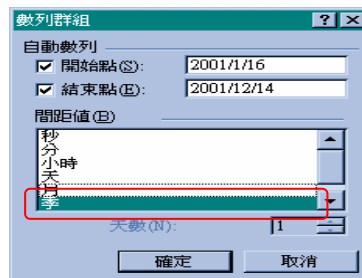 數列群組
自動數列
開始點(S): 2001/1/16
結束點(E): 2001/12/14
間距值(B)
秒
分
小時
天
月
季
天數(N): 1
確定 取消